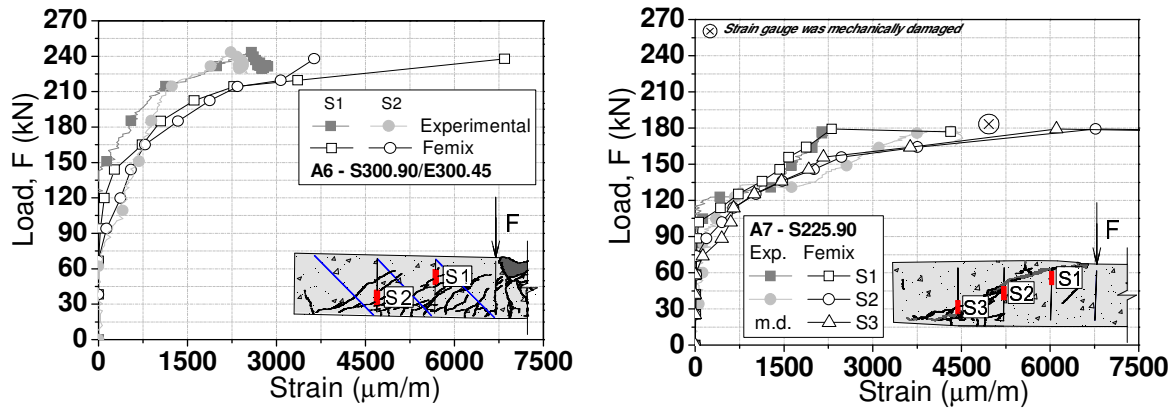 270
240
210
180
150
120
90
60
30
0
Load, F (kN)
S1 S2
Experimental
Femix
A6 - S300.90/E300.45
F
S1
S2
0 1500 3000 4500 6000 7500
Strain (μm/m)
270
240
210
180
150
120
90
60
30
0
Load, F (kN)
Strain gauge was mechanically damaged
A7 - S225.90
Exp. Femix
S1
S2
m.d. S3
F
S1
S2
S3
0 1500 3000 4500 6000 7500
Strain (μm/m)